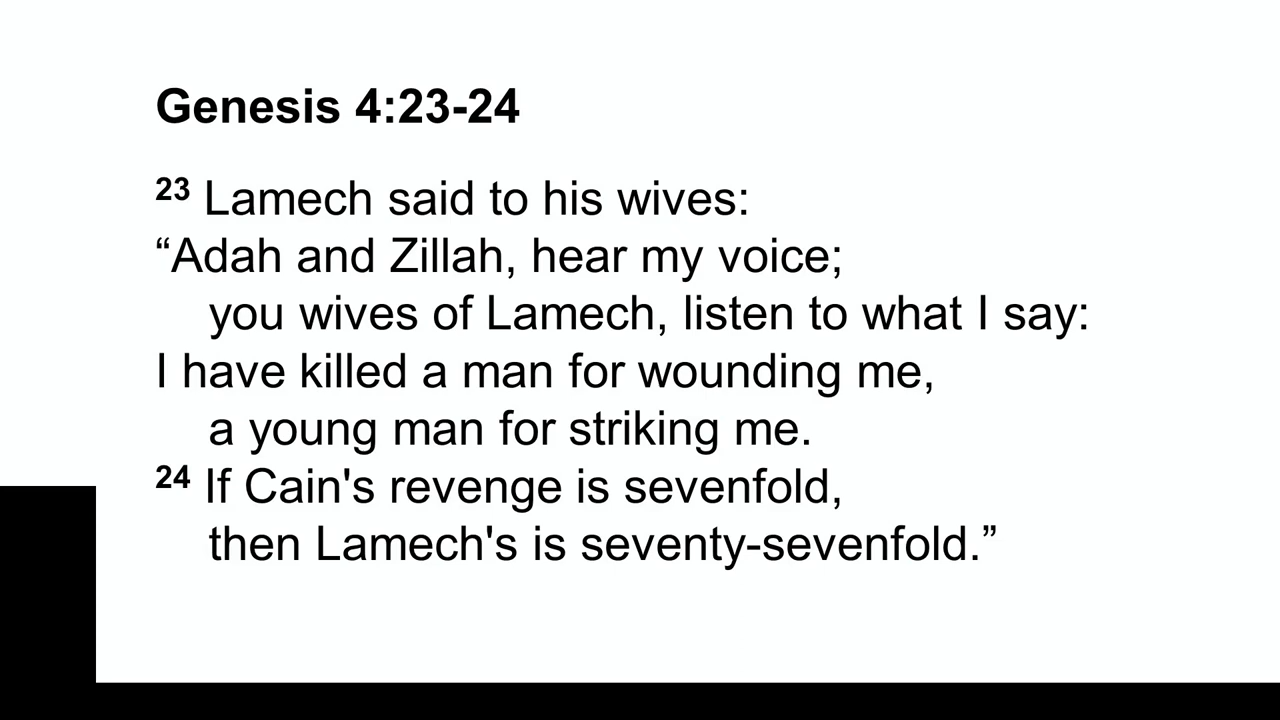 Genesis 4:23-24
23 Lamech said to his wives:
“Adah and Zillah, hear my voice;
you wives of Lamech, listen to what I say:
I have killed a man for wounding me,
a young man for striking me.
24 If Cain's revenge is sevenfold,
then Lamech's is seventy-sevenfold.”